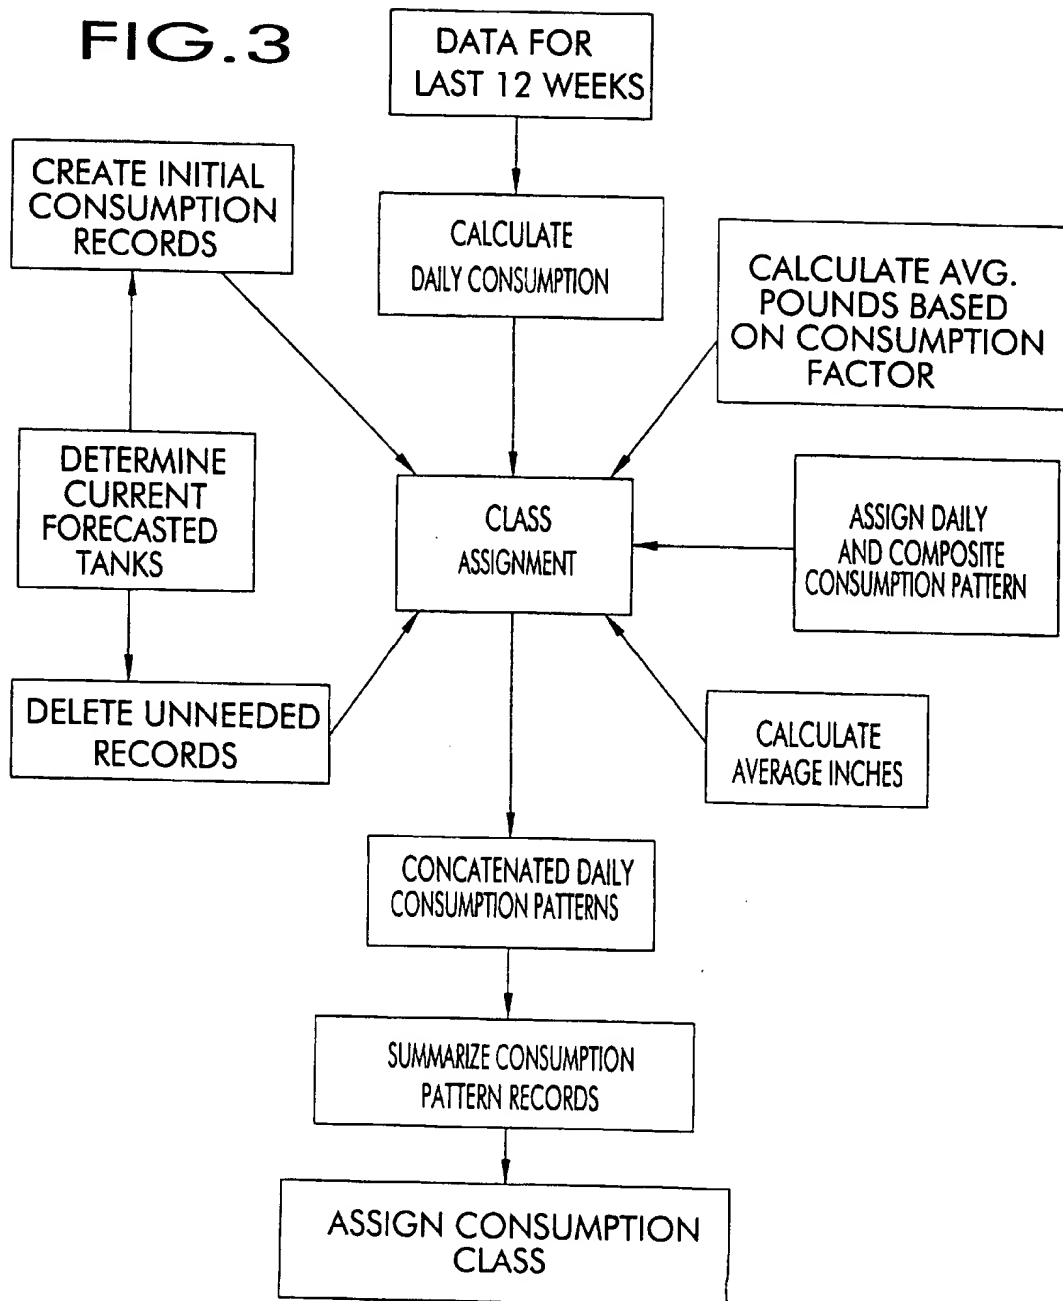 FIG.3
DATA FOR
LAST 12 WEEKS
CREATE INITIAL
CONSUMPTION
RECORDS
CALCULATE
DAILY CONSUMPTION
CALCULATE AVG.
POUNDS BASED
ON CONSUMPTION
FACTOR
DETERMINE
CURRENT
FORECASTED
TANKS
CLASS
ASSIGNMENT
ASSIGN DAILY
AND COMPOSITE
CONSUMPTION PATTERN
DELETE UNNEEDED
RECORDS
CALCULATE
AVERAGE INCHES
CONCATENATED DAILY
CONSUMPTION PATTERNS
SUMMARIZE CONSUMPTION
PATTERN RECORDS
ASSIGN CONSUMPTION
CLASS